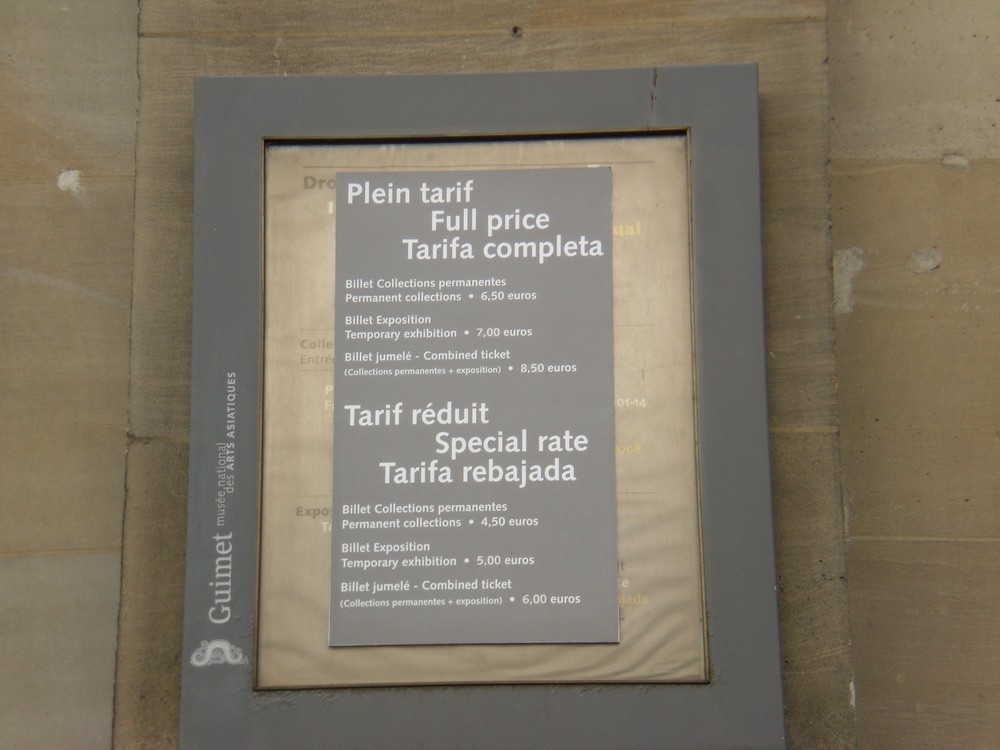 Plein tarif
Full price
Tarifa completa
Billet Collections permanentes
Permanent collections • 6,50 euros
Billet Exposition
Temporary exhibition • 7,00 euros
Billet jumelé - Combined ticket
(Collections permanentes + exposition) • 8,50 euros
Tarif réduit
Special rate
Tarifa rebajada
Billet Collections permanentes
Permanent collections • 4,50 euros
Billet Exposition
Temporary exhibition • 5,00 euros
Billet jumelé - Combined ticket
(Collections permanentes + exposition) • 6,00 euros
Guimet musée national
des ARTS ASIATIQUES